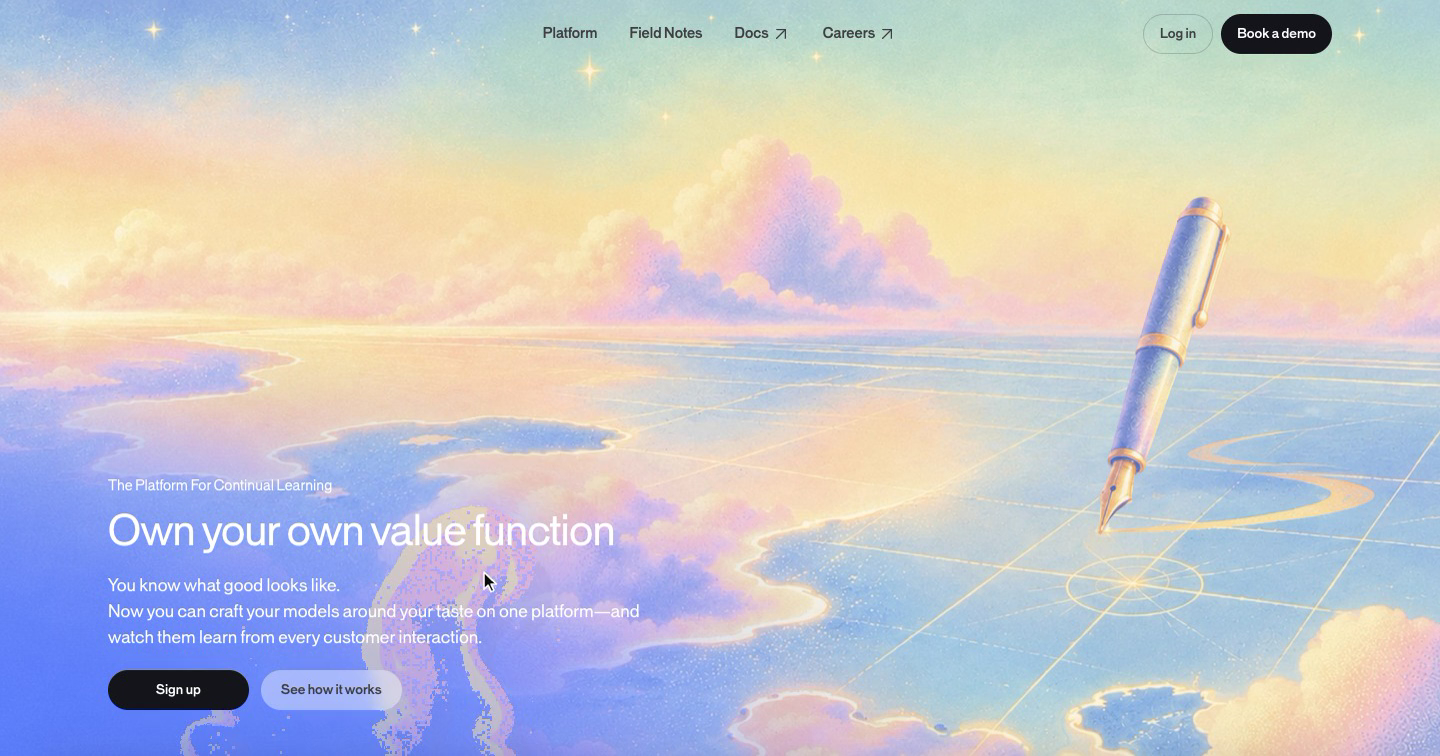 Platform
Field Notes
Docs
Careers
Log in
Book a demo
The Platform For Continual Learning
Own your own value function
You know what good looks like.
Now you can craft your models around your taste on one platform—and
watch them learn from every customer interaction.
Sign up
See how it works